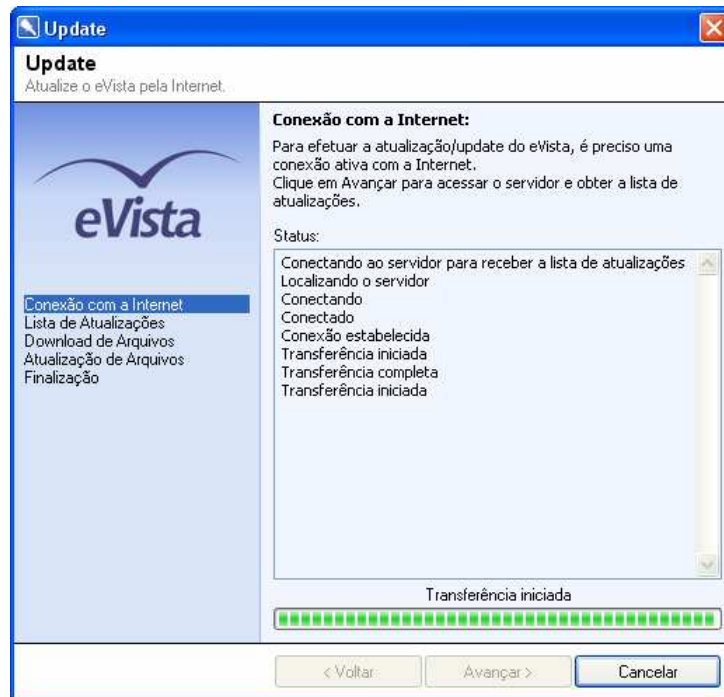 Update
Update
Atualize o eVista pela Internet.
eVista
Conexão com a Internet
Lista de Atualizações
Download de Arquivos
Atualização de Arquivos
Finalização
Conexão com a Internet:
Para efetuar a atualização/update do eVista, é preciso uma
conexão ativa com a Internet.
Clique em Avançar para acessar o servidor e obter a lista de
atualizações.
Status:
Conectando ao servidor para receber a lista de atualizações
Localizando o servidor
Conectando
Conectado
Conexão estabelecida
Transferência iniciada
Transferência completa
Transferência iniciada
Transferência iniciada
< Voltar
Avançar >
Cancelar